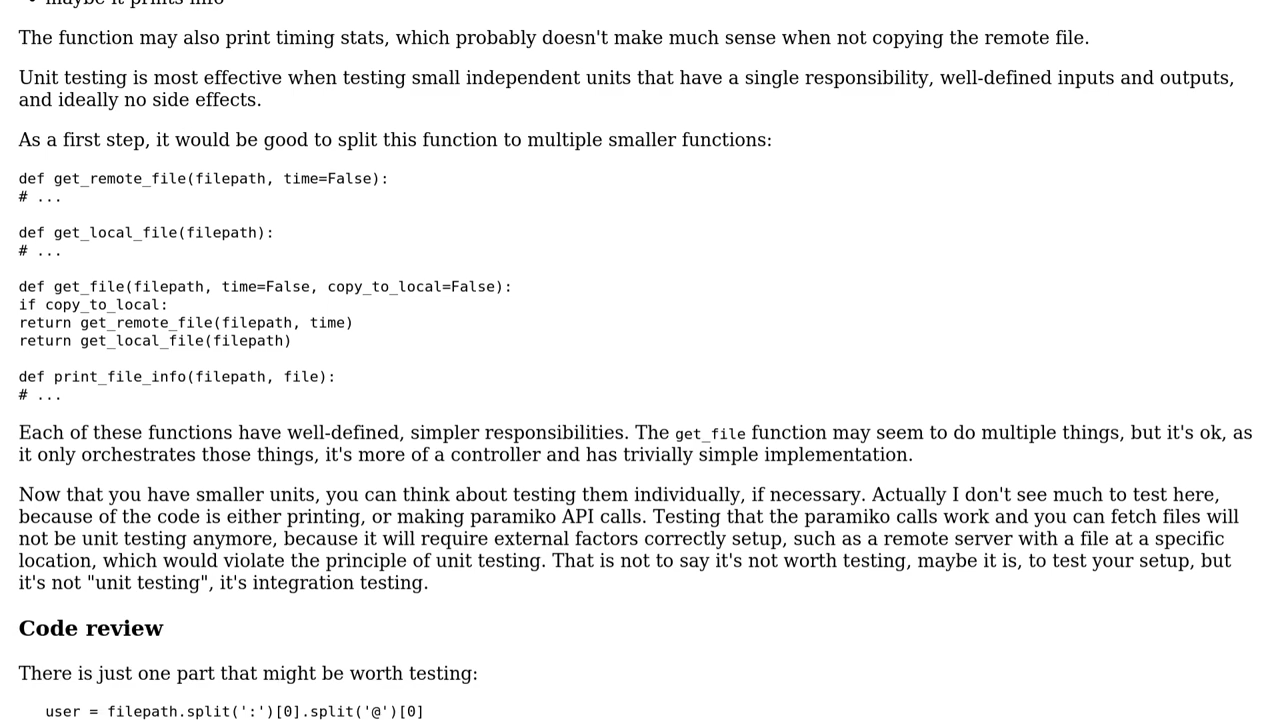 • maybe it prints info
The function may also print timing stats, which probably doesn't make much sense when not copying the remote file.
Unit testing is most effective when testing small independent units that have a single responsibility, well-defined inputs and outputs,
and ideally no side effects.
As a first step, it would be good to split this function to multiple smaller functions:
def get_remote_file(filepath, time=False):
# ...
def get_local_file(filepath):
# ...
def get_file(filepath, time=False, copy_to_local=False):
if copy_to_local:
return get_remote_file(filepath, time)
return get_local_file(filepath)
def print_file_info(filepath, file):
# ...
Each of these functions have well-defined, simpler responsibilities. The get_file function may seem to do multiple things, but it's ok, as
it only orchestrates those things, it's more of a controller and has trivially simple implementation.
Now that you have smaller units, you can think about testing them individually, if necessary. Actually I don't see much to test here,
because of the code is either printing, or making paramiko API calls. Testing that the paramiko calls work and you can fetch files will
not be unit testing anymore, because it will require external factors correctly setup, such as a remote server with a file at a specific
location, which would violate the principle of unit testing. That is not to say it's not worth testing, maybe it is, to test your setup, but
it's not "unit testing", it's integration testing.
Code review
There is just one part that might be worth testing:
user = filepath.split(':')[0].split('@')[0]